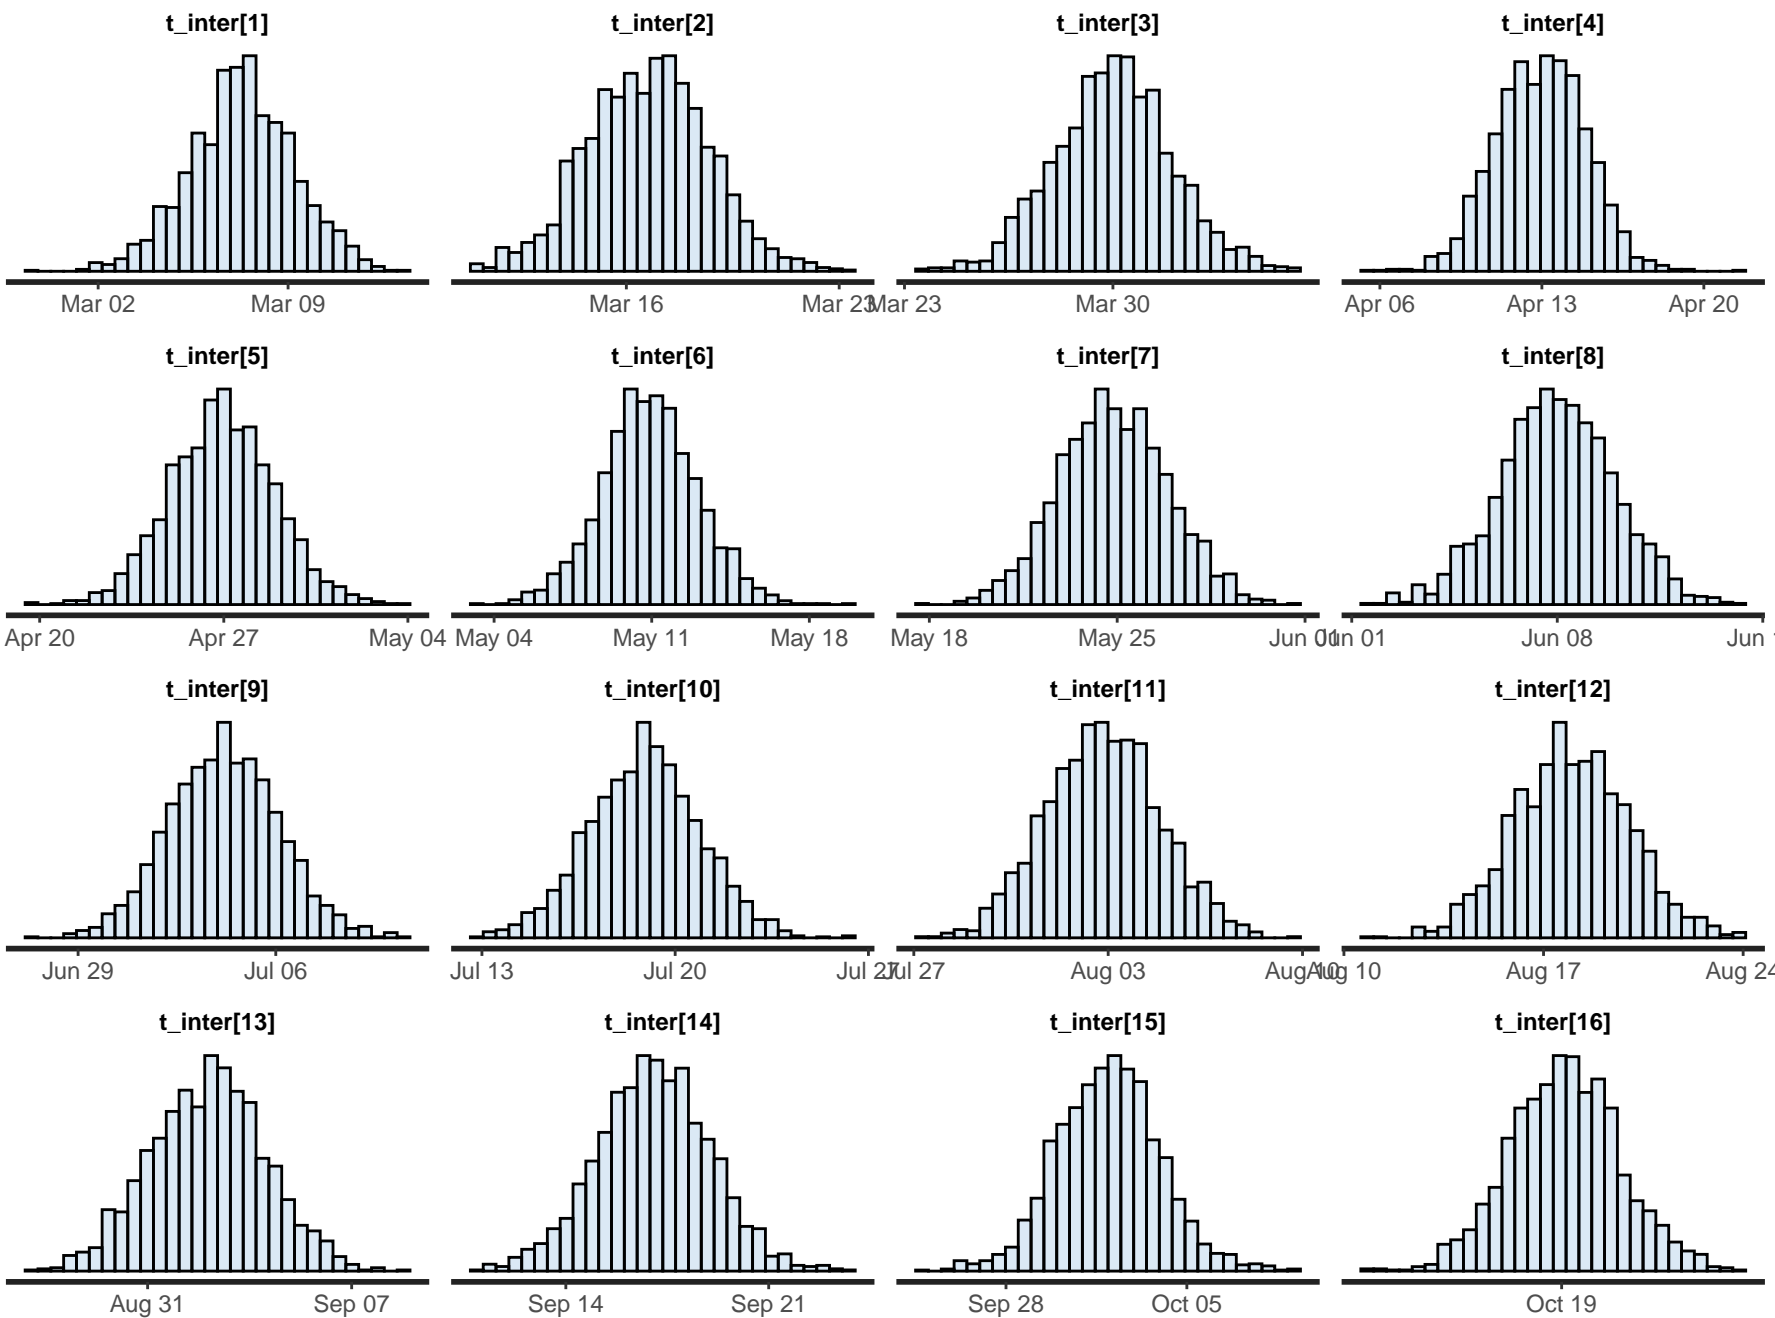 t_inter[1] t_inter[2] t_inter[3] t_inter[4]
Mar 02 Mar 09 Mar 16 Mar 23 Mar 23 Mar 30 Apr 06 Apr 13 Apr 20
t_inter[5] t_inter[6] t_inter[7] t_inter[8]
Apr 20 Apr 27 May 04 May 04 May 11 May 18 May 18 May 25 Jun 01 Jun 01 Jun 08 Jun
t_inter[9] t_inter[10] t_inter[11] t_inter[12]
Jun 29 Jul 06 Jul 13 Jul 20 Jul 27 Jul 27 Aug 03 Aug 10 Aug 10 Aug 17 Aug 24
t_inter[13] t_inter[14] t_inter[15] t_inter[16]
Aug 31 Sep 07 Sep 14 Sep 21 Sep 28 Oct 05 Oct 19